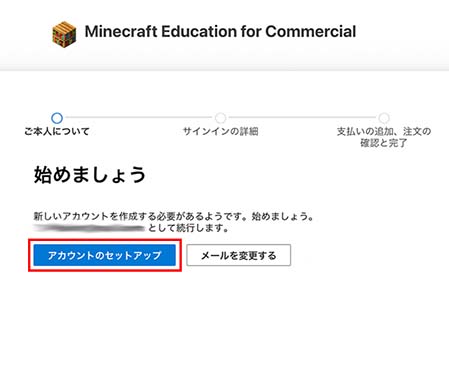 Minecraft Education for Commercial
ご本人について
サインインの詳細
支払いの追加、注文の
確認と完了
始めましょう
新しいアカウントを作成する必要があるようです。始めましょう。
として続行します。
アカウントのセットアップ
メールを変更する